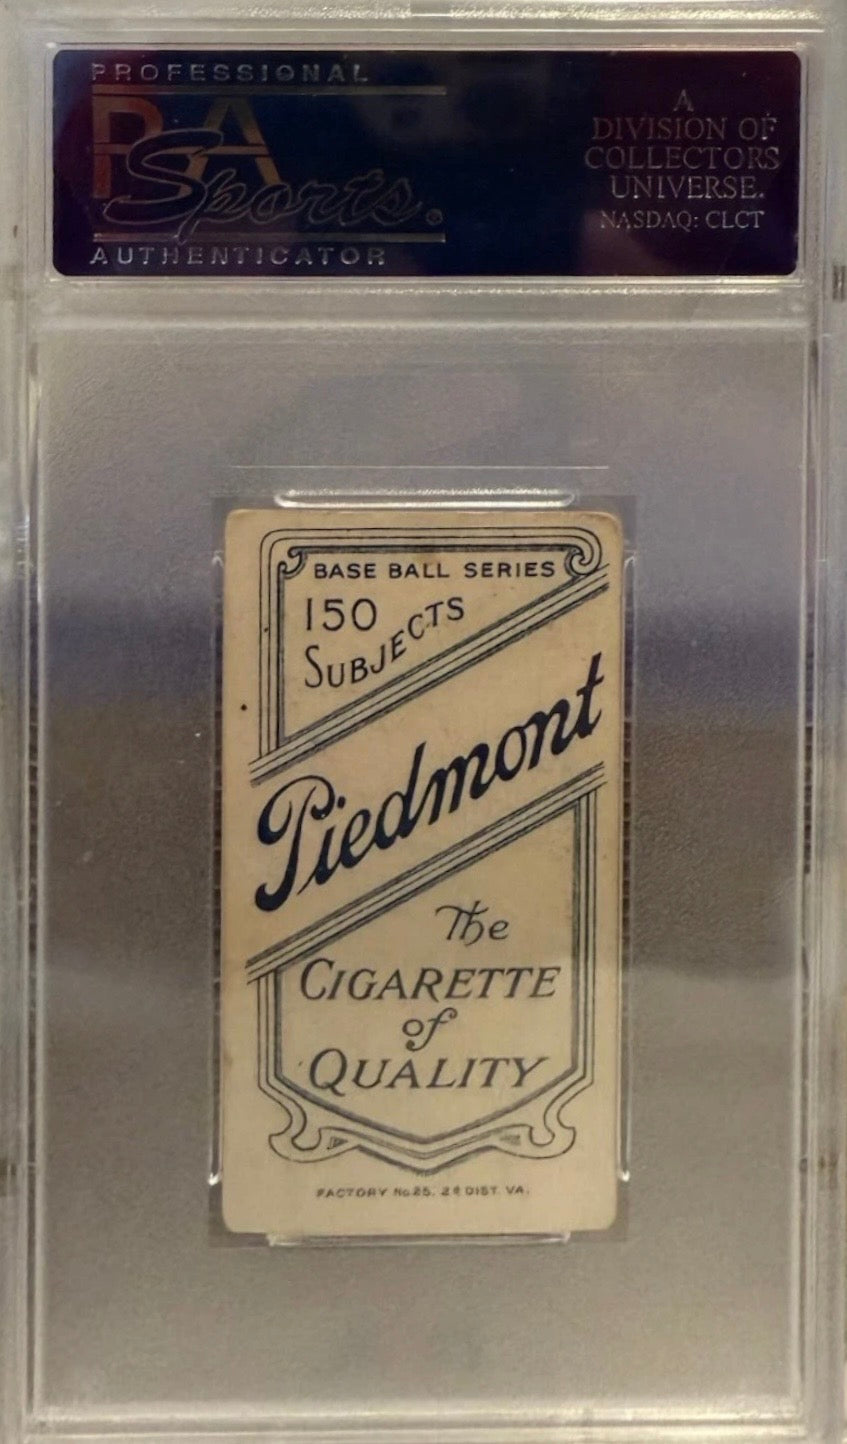 PROFESSIONAL
PSA
Sports®
AUTHENTICATOR
A
DIVISION OF
COLLECTORS
UNIVERSE.
NASDAQ: CLCT
BASE BALL SERIES
150
SUBJECTS
Piedmont
The
CIGARETTE
of
QUALITY
FACTORY No 25. 2d DIST. VA.